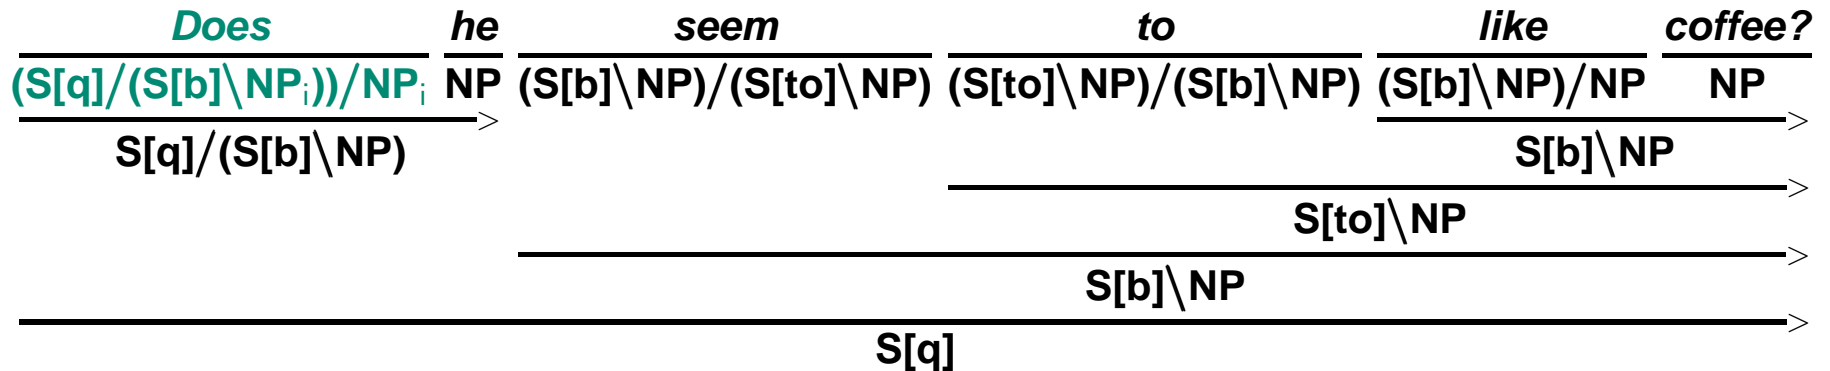 Does he seem to like coffee?
(S[q]/(S[b]\NPi))/NPi NP (S[b]\NP)/(S[to]\NP) (S[to]\NP)/(S[b]\NP) (S[b]\NP)/NP NP
> >
S[q]/(S[b]\NP) S[b]\NP
>
S[to]\NP
>
S[b]\NP
>
S[q]